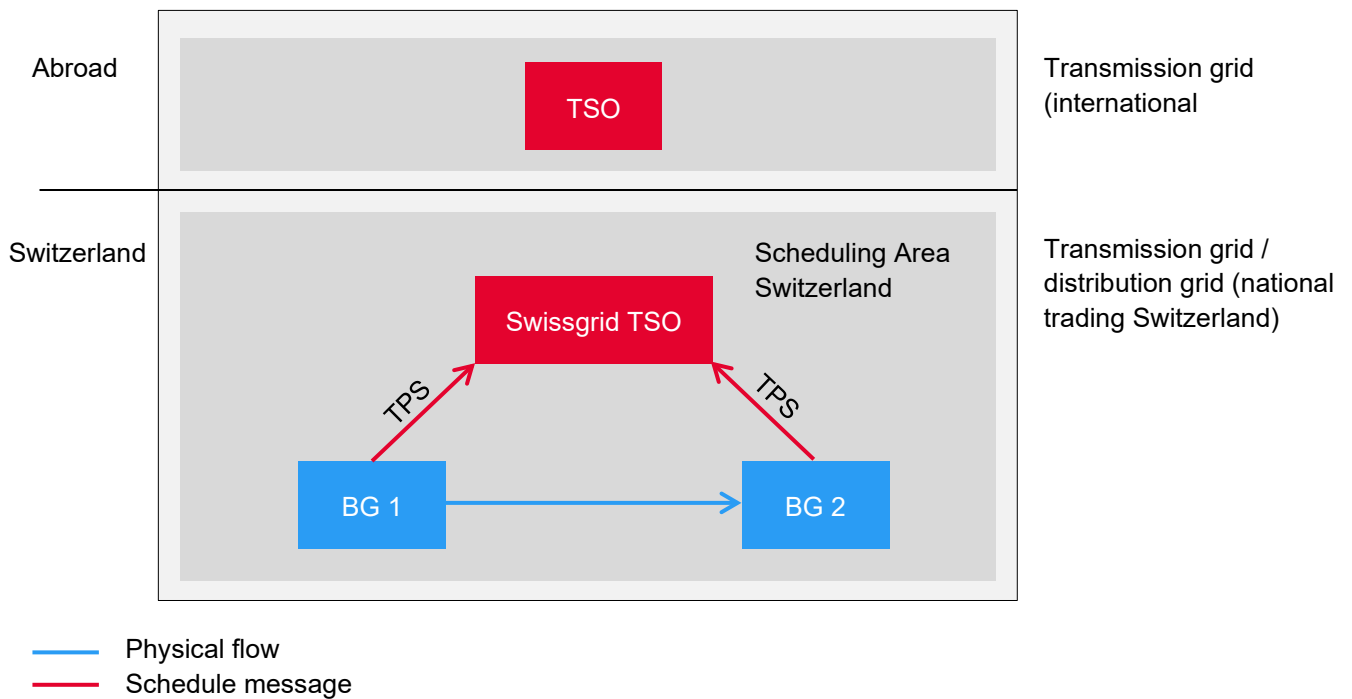 Abroad
TSO
Transmission grid
(international
Switzerland
Scheduling Area
Switzerland
Transmission grid /
distribution grid (national
trading Switzerland)
Swissgrid TSO
TPS
TPS
BG 1
BG 2
Physical flow
Schedule message